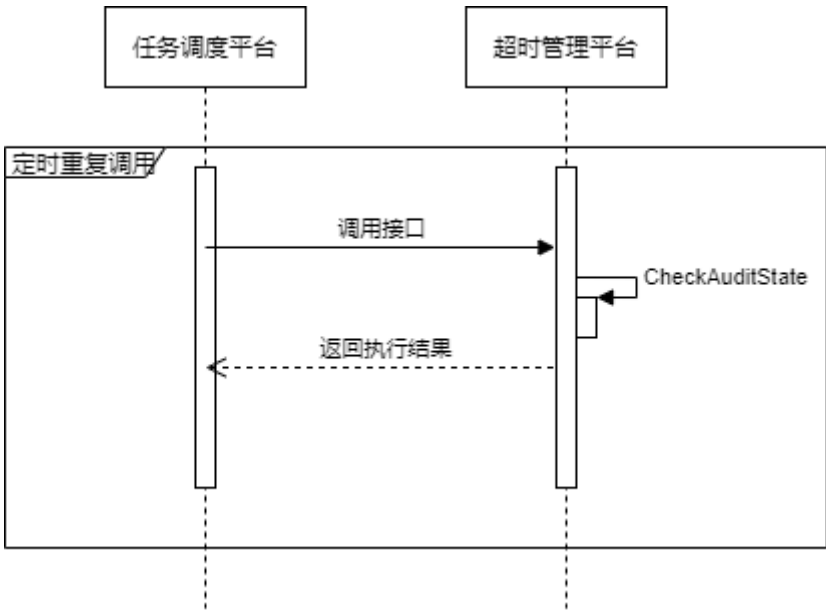 任务调度平台
超时管理平台
定时重复调用
调用接口
CheckAuditState
返回执行结果